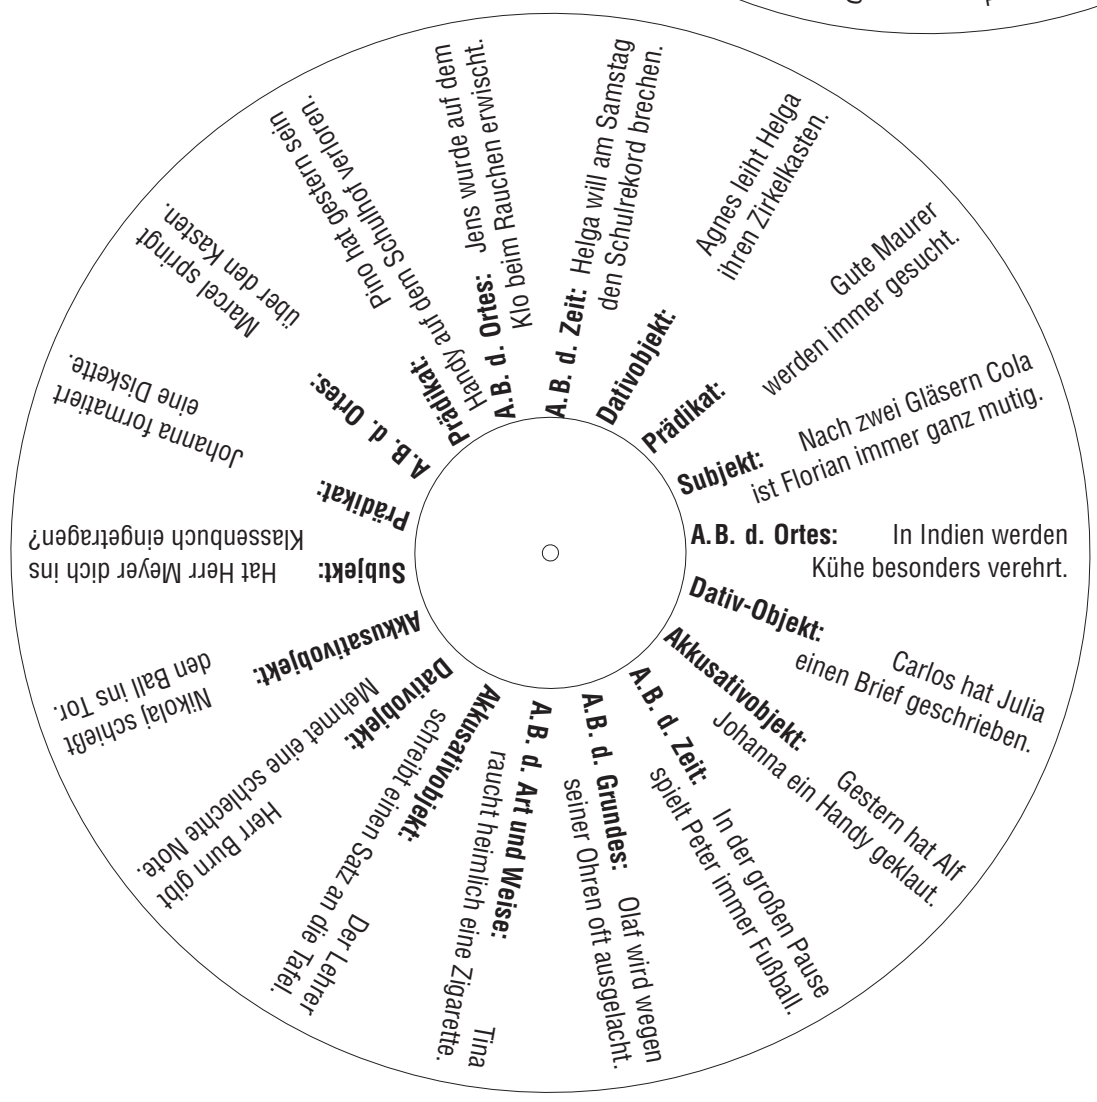 A.B. d. Ortes: Jens wurde auf dem
Klo beim Rauchen erwischt.
A.B. d. Zeit: Helga will am Samstag
den Schulrekord brechen.
Dativobjekt: Agnes leiht Helga
ihren Zirkelkasten.
Prädikat: Gute Maurer
werden immer gesucht.
Subjekt: Nach zwei Gläsern Cola
ist Florian immer ganz mutig.
A.B. d. Ortes: In Indien werden
Kühe besonders verehrt.
Dativ-Objekt: Carlos hat Julia
einen Brief geschrieben.
Akkusativobjekt: Gestern hat Alf
Johanna ein Handy geklaut.
A.B. d. Zeit: In der großen Pause
spielt Peter immer Fußball.
A.B. d. Grundes: Olaf wird wegen
seiner Ohren oft ausgelacht.
A.B. d. Art und Weise: Tina
raucht heimlich eine Zigarette.
Akkusativobjekt: Der Lehrer
schreibt einen Satz an die Tafel.
Dativobjekt: Herr Burn gibt
Mehmet eine schlechte Note.
Akkusativobjekt: Nikolaj schießt
den Ball ins Tor.
Subjekt: Hat Herr Meyer dich ins
Klassenbuch eingetragen?
Prädikat: Johanna formatiert
eine Diskette.
A.B. d. Ortes: Marcel springt
über den Kasten.
Prädikat: Pino hat gestern sein
Handy auf dem Schulhof verloren.